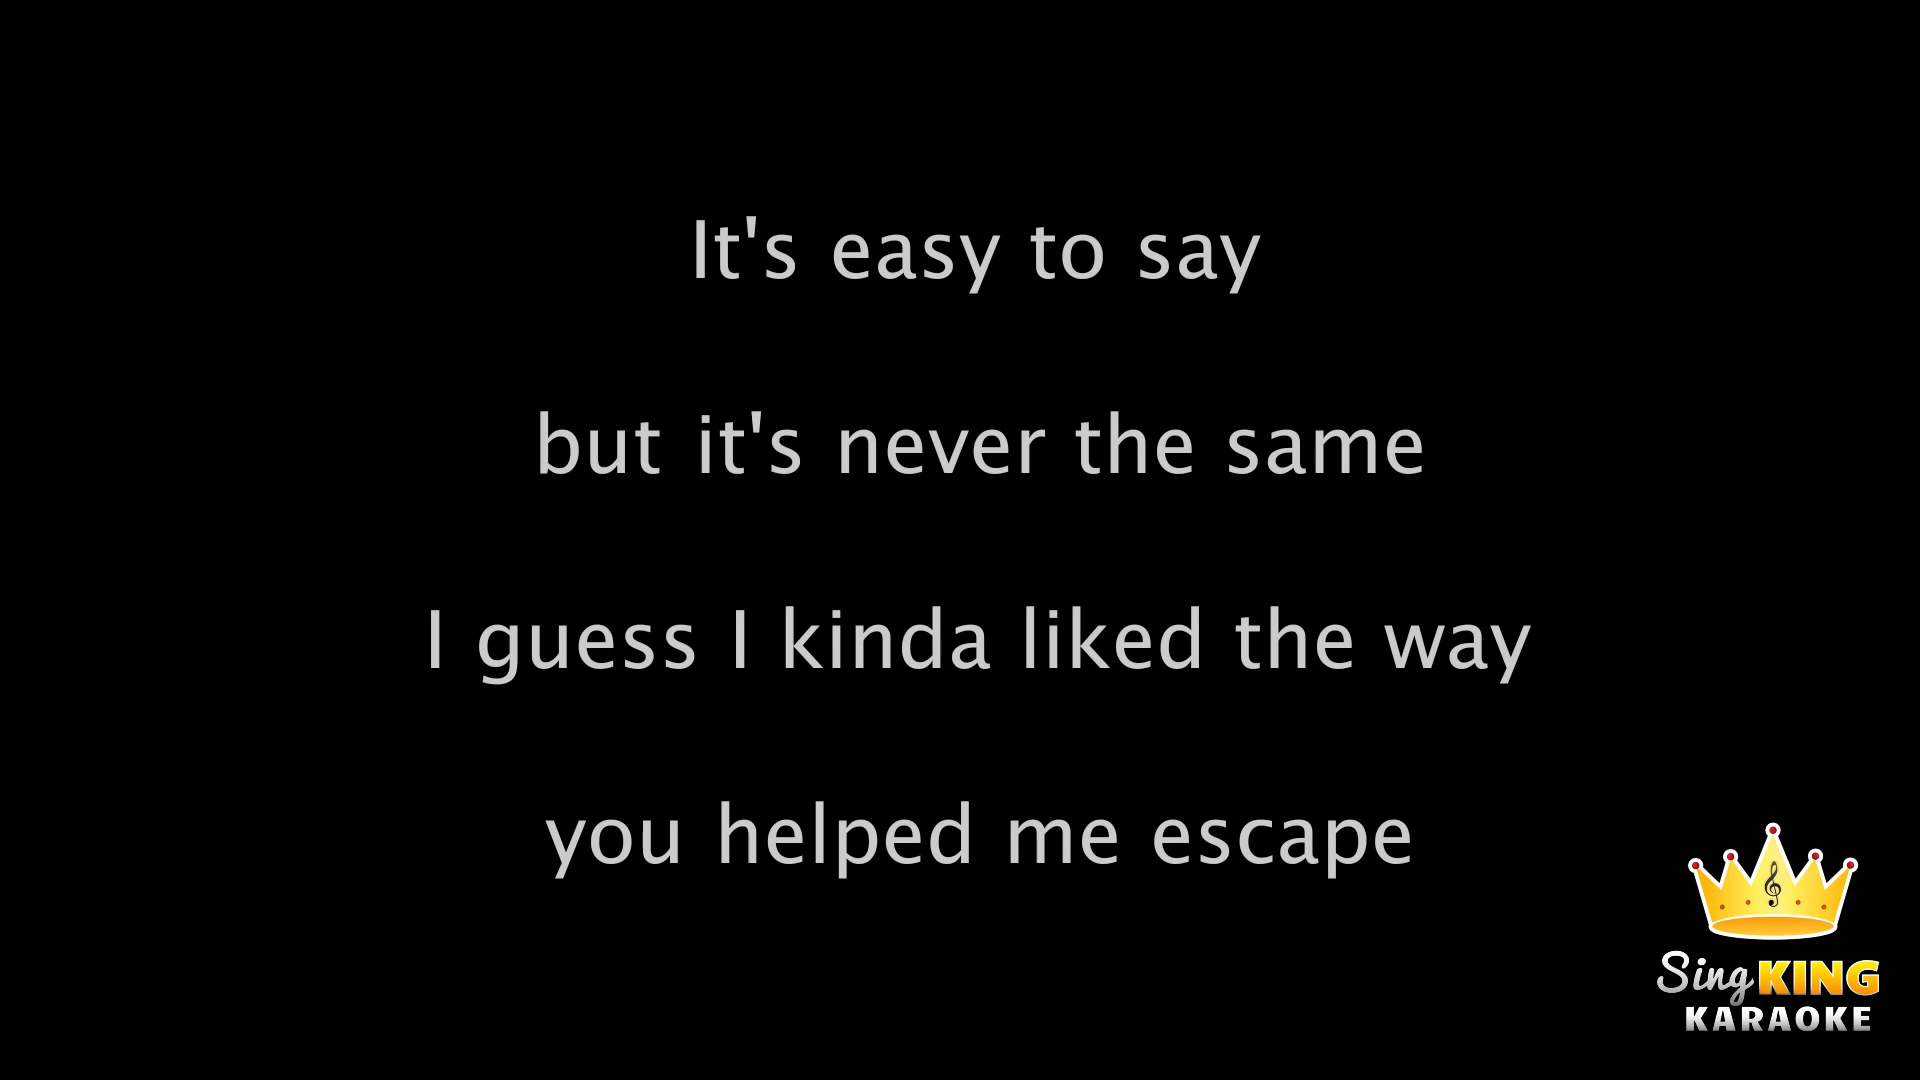 It's easy to say
but it's never the same
I guess I kinda liked the way
you helped me escape
Sing KING
KARAOKE